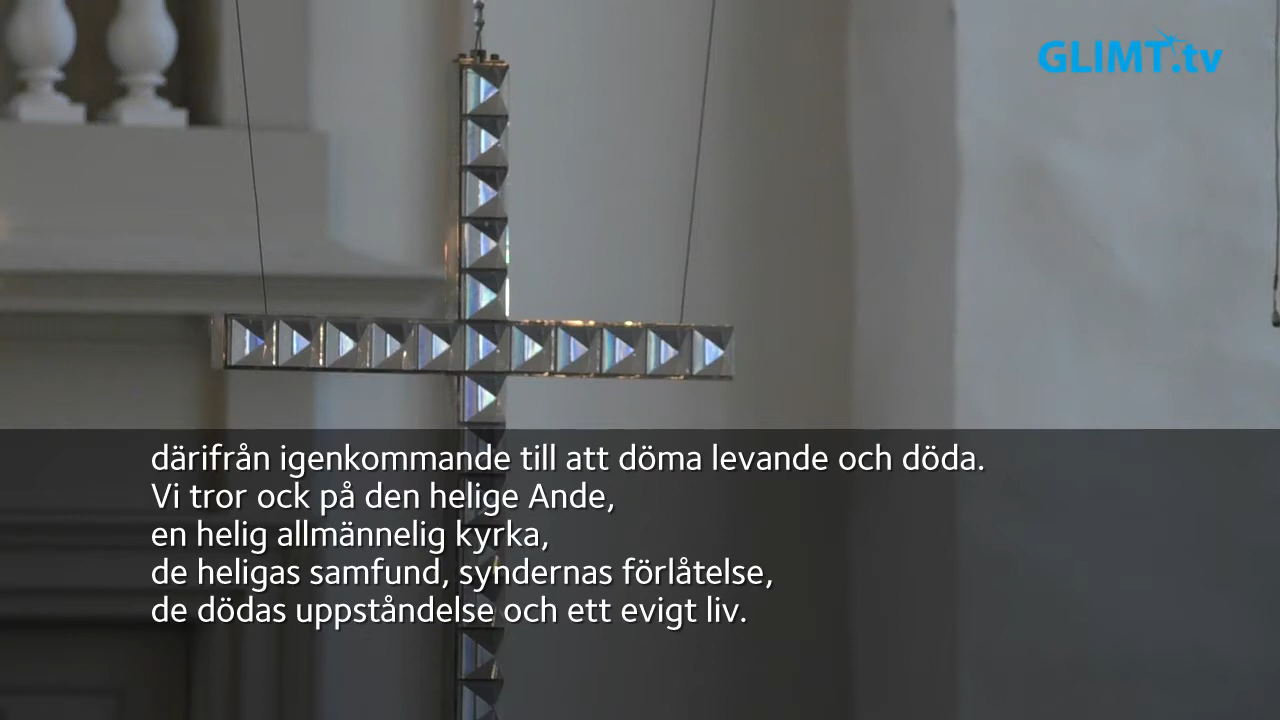 GLIMT.tv
därifrån igenkommande till att döma levande och döda.
Vi tror ock på den helige Ande,
en helig allmännelig kyrka,
de heligas samfund, syndernas förlåtelse,
de dödas uppståndelse och ett evigt liv.